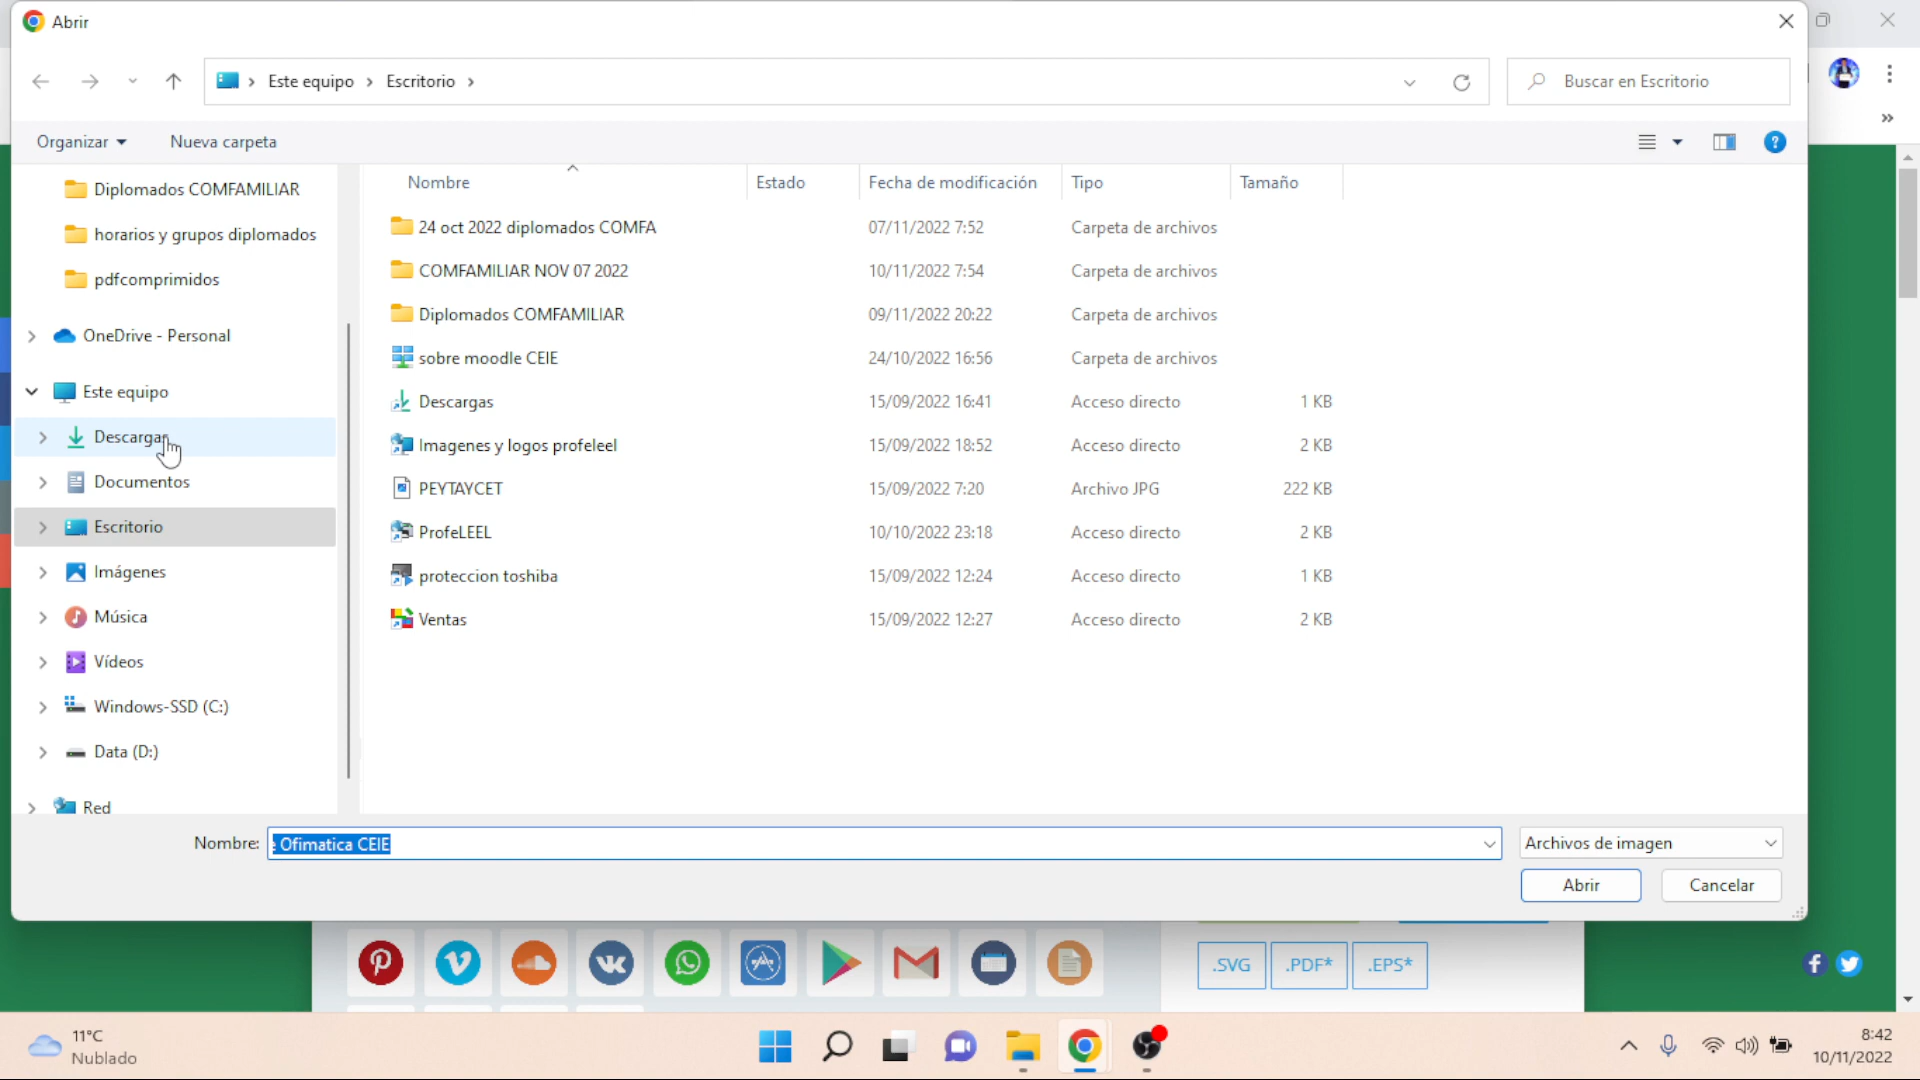 Abrir
Este equipo
Escritorio
Buscar en Escritorio
Organizar
Nueva carpeta
Diplomados COMFAMILIAR
horarios y grupos diplomados
pdfcomprimidos
OneDrive - Personal
Este equipo
Descargas
Documentos
Escritorio
Imágenes
Música
Vídeos
Windows-SSD (C:)
Data (D:)
Red
Nombre Estado Fecha de modificación Tipo Tamaño
24 oct 2022 diplomados COMFA 07/11/2022 7:52 Carpeta de archivos
COMFAMILIAR NOV 07 2022 10/11/2022 7:54 Carpeta de archivos
Diplomados COMFAMILIAR 09/11/2022 20:22 Carpeta de archivos
sobre moodle CEIE 24/10/2022 16:56 Carpeta de archivos
Descargas 15/09/2022 16:41 Acceso directo 1 KB
Imagenes y logos profeleel 15/09/2022 18:52 Acceso directo 2 KB
PEYTAYCET 15/09/2022 7:20 Archivo JPG 222 KB
ProfeLEEL 10/10/2022 23:18 Acceso directo 2 KB
proteccion toshiba 15/09/2022 12:24 Acceso directo 1 KB
Ventas 15/09/2022 12:27 Acceso directo 2 KB
Nombre: Ofimatica CEIE
Archivos de imagen
Abrir
Cancelar
.SVG .PDF* .EPS*
11°C
Nublado
8:42
10/11/2022